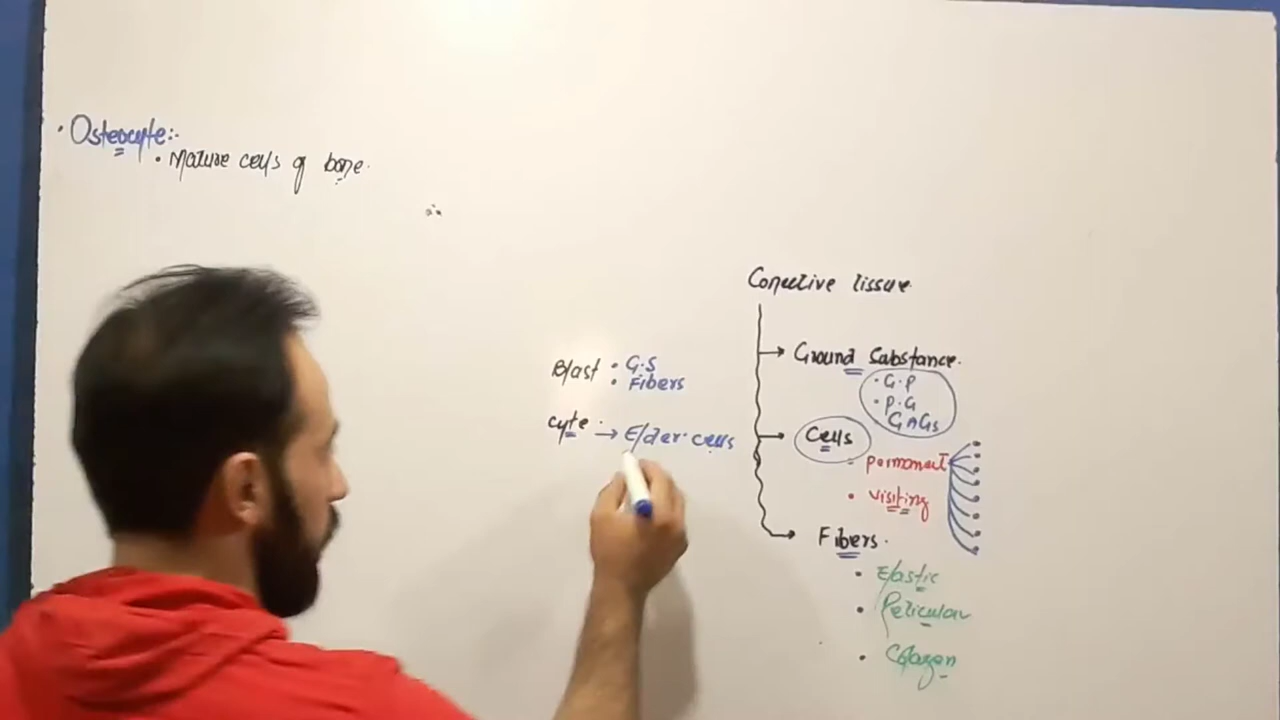 • Osteocyte:-
• Mature cells of bone.
Conective tissue
→ Ground Substance.
• G.P
• P.G
GAGs
Blast • G.S
• Fibers
Cyte → Elder cells
→ Cells
• permanent
• visiting
→ Fibers.
• Elastic
• Reticular
• Collagen